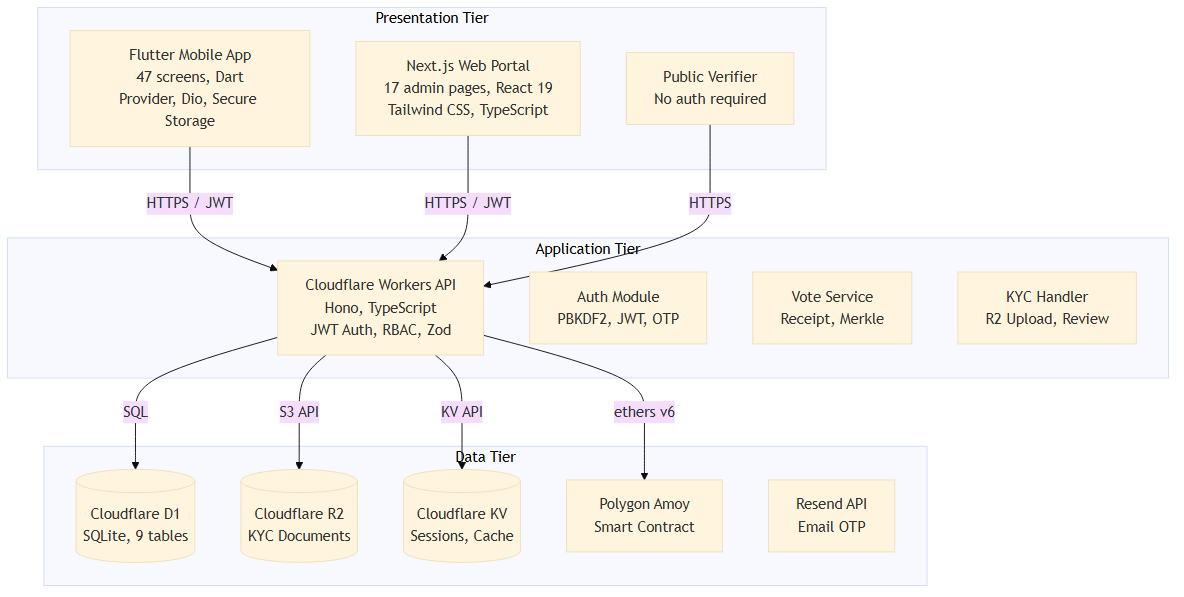 Presentation Tier
Flutter Mobile App
47 screens, Dart
Provider, Dio, Secure
Storage
Next.js Web Portal
17 admin pages, React 19
Tailwind CSS, TypeScript
Public Verifier
No auth required
HTTPS / JWT
HTTPS / JWT
HTTPS
Application Tier
Cloudflare Workers API
Hono, TypeScript
JWT Auth, RBAC, Zod
Auth Module
PBKDF2, JWT, OTP
Vote Service
Receipt, Merkle
KYC Handler
R2 Upload, Review
SQL
S3 API
KV API
ethers v6
Data Tier
Cloudflare D1
SQLite, 9 tables
Cloudflare R2
KYC Documents
Cloudflare KV
Sessions, Cache
Polygon Amoy
Smart Contract
Resend API
Email OTP